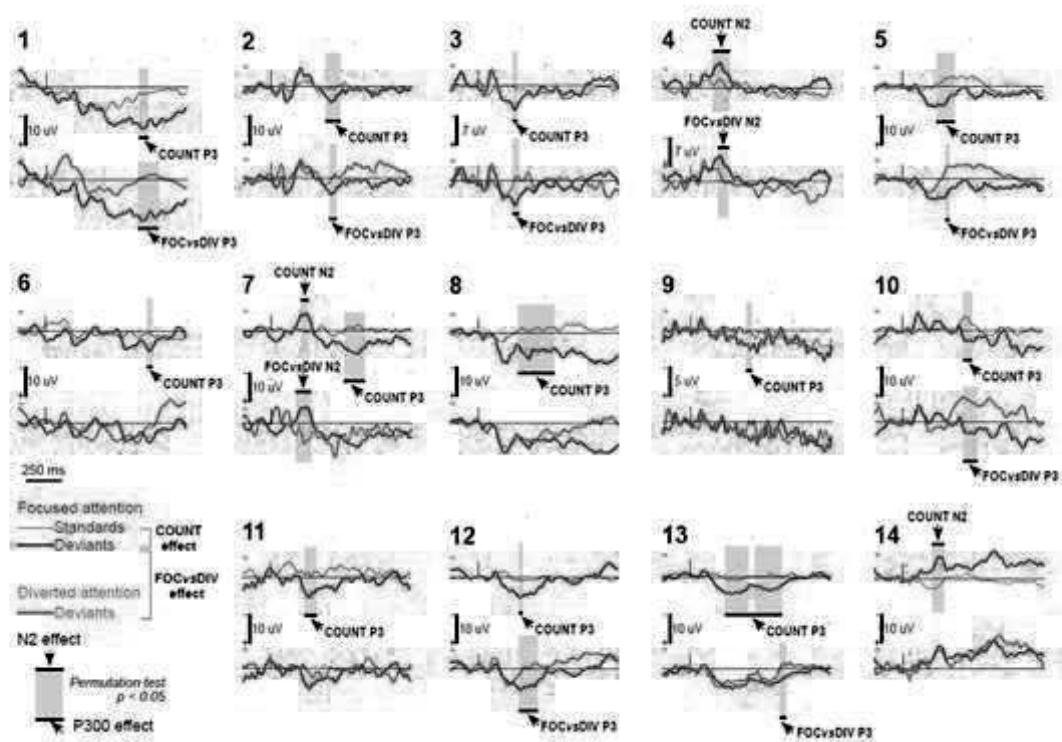 1
10 uV
COUNT P3
FOCvsDIV P3
2
10 uV
COUNT P3
FOCvsDIV P3
3
7 uV
COUNT P3
FOCvsDIV P3
4
COUNT N2
FOCvsDIV N2
7 uV
5
10 uV
COUNT P3
FOCvsDIV P3
6
10 uV
COUNT P3
7
COUNT N2
FOCvsDIV N2
10 uV
COUNT P3
8
10 uV
COUNT P3
9
5 uV
COUNT P3
10
10 uV
COUNT P3
FOCvsDIV P3
250 ms
Focused attention
Standards
Deviants
COUNT
effect
FOCvsDIV
effect
Diverted attention
Deviants
N2 effect
Permutation test
p < 0.05
P300 effect
11
10 uV
COUNT P3
12
10 uV
COUNT P3
FOCvsDIV P3
13
10 uV
COUNT P3
FOCvsDIV P3
14
COUNT N2
10 uV